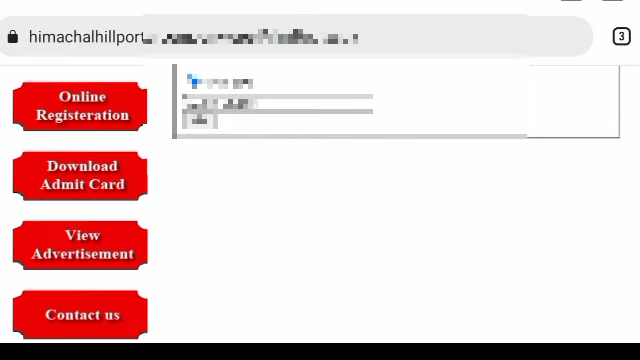 himachalhillport
3
Online
Registeration
Download
Admit Card
View
Advertisement
Contact us